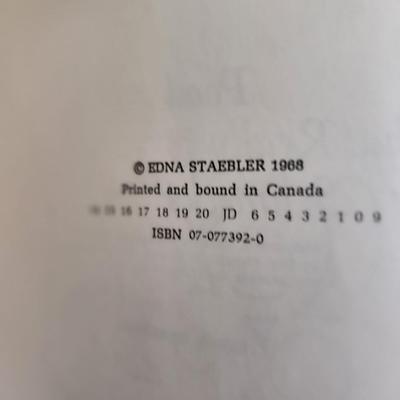 © EDNA STAEBLER 1968
Printed and bound in Canada
16 17 18 19 20 JD 6 5 4 3 2 1 0 9
ISBN 07-077392-0